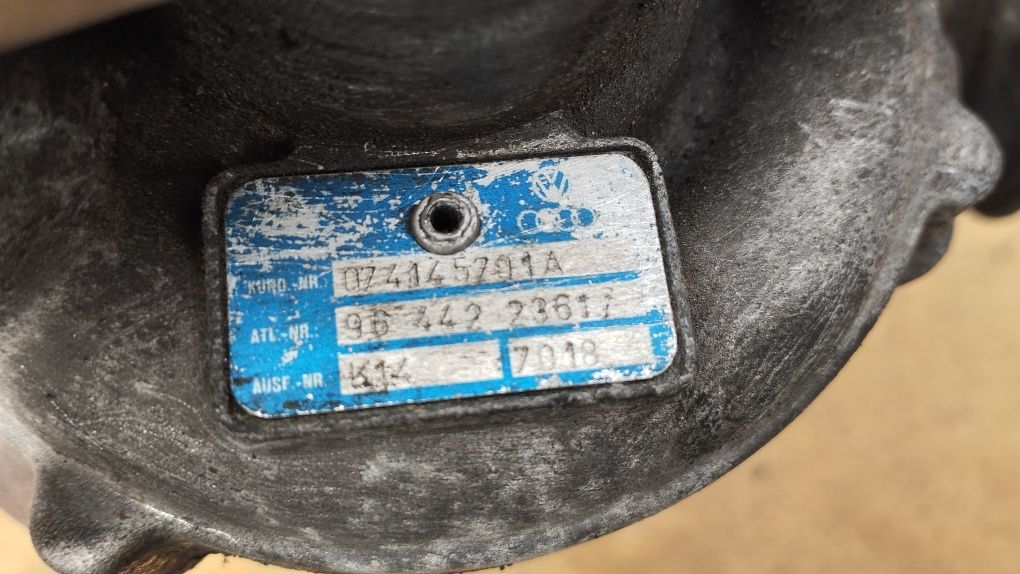 KUND.-NR. 074145701A
ATL.-NR. 96 442 23617
AUSF.-NR. K14 7018